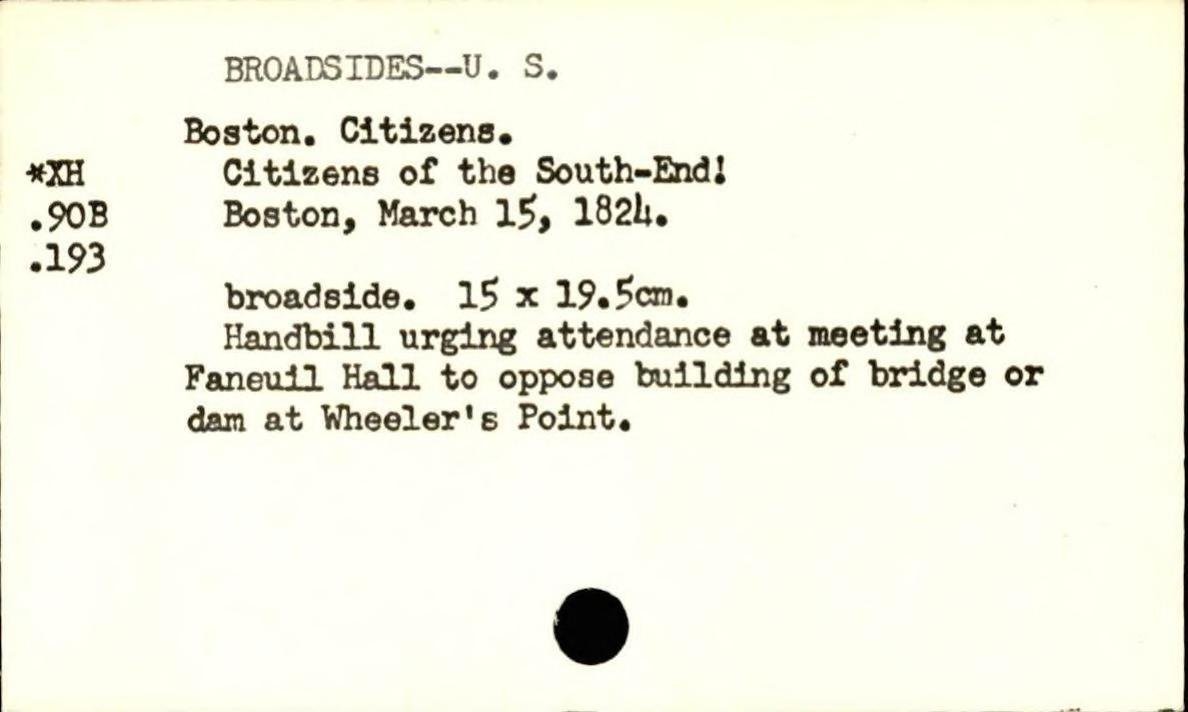 BROADSIDES--U. S.
Boston. Citizens.
*XH Citizens of the South-End!
.90B Boston, March 15, 1824.
.193
broadside. 15 x 19.5cm.
Handbill urging attendance at meeting at
Faneuil Hall to oppose building of bridge or
dam at Wheeler's Point.